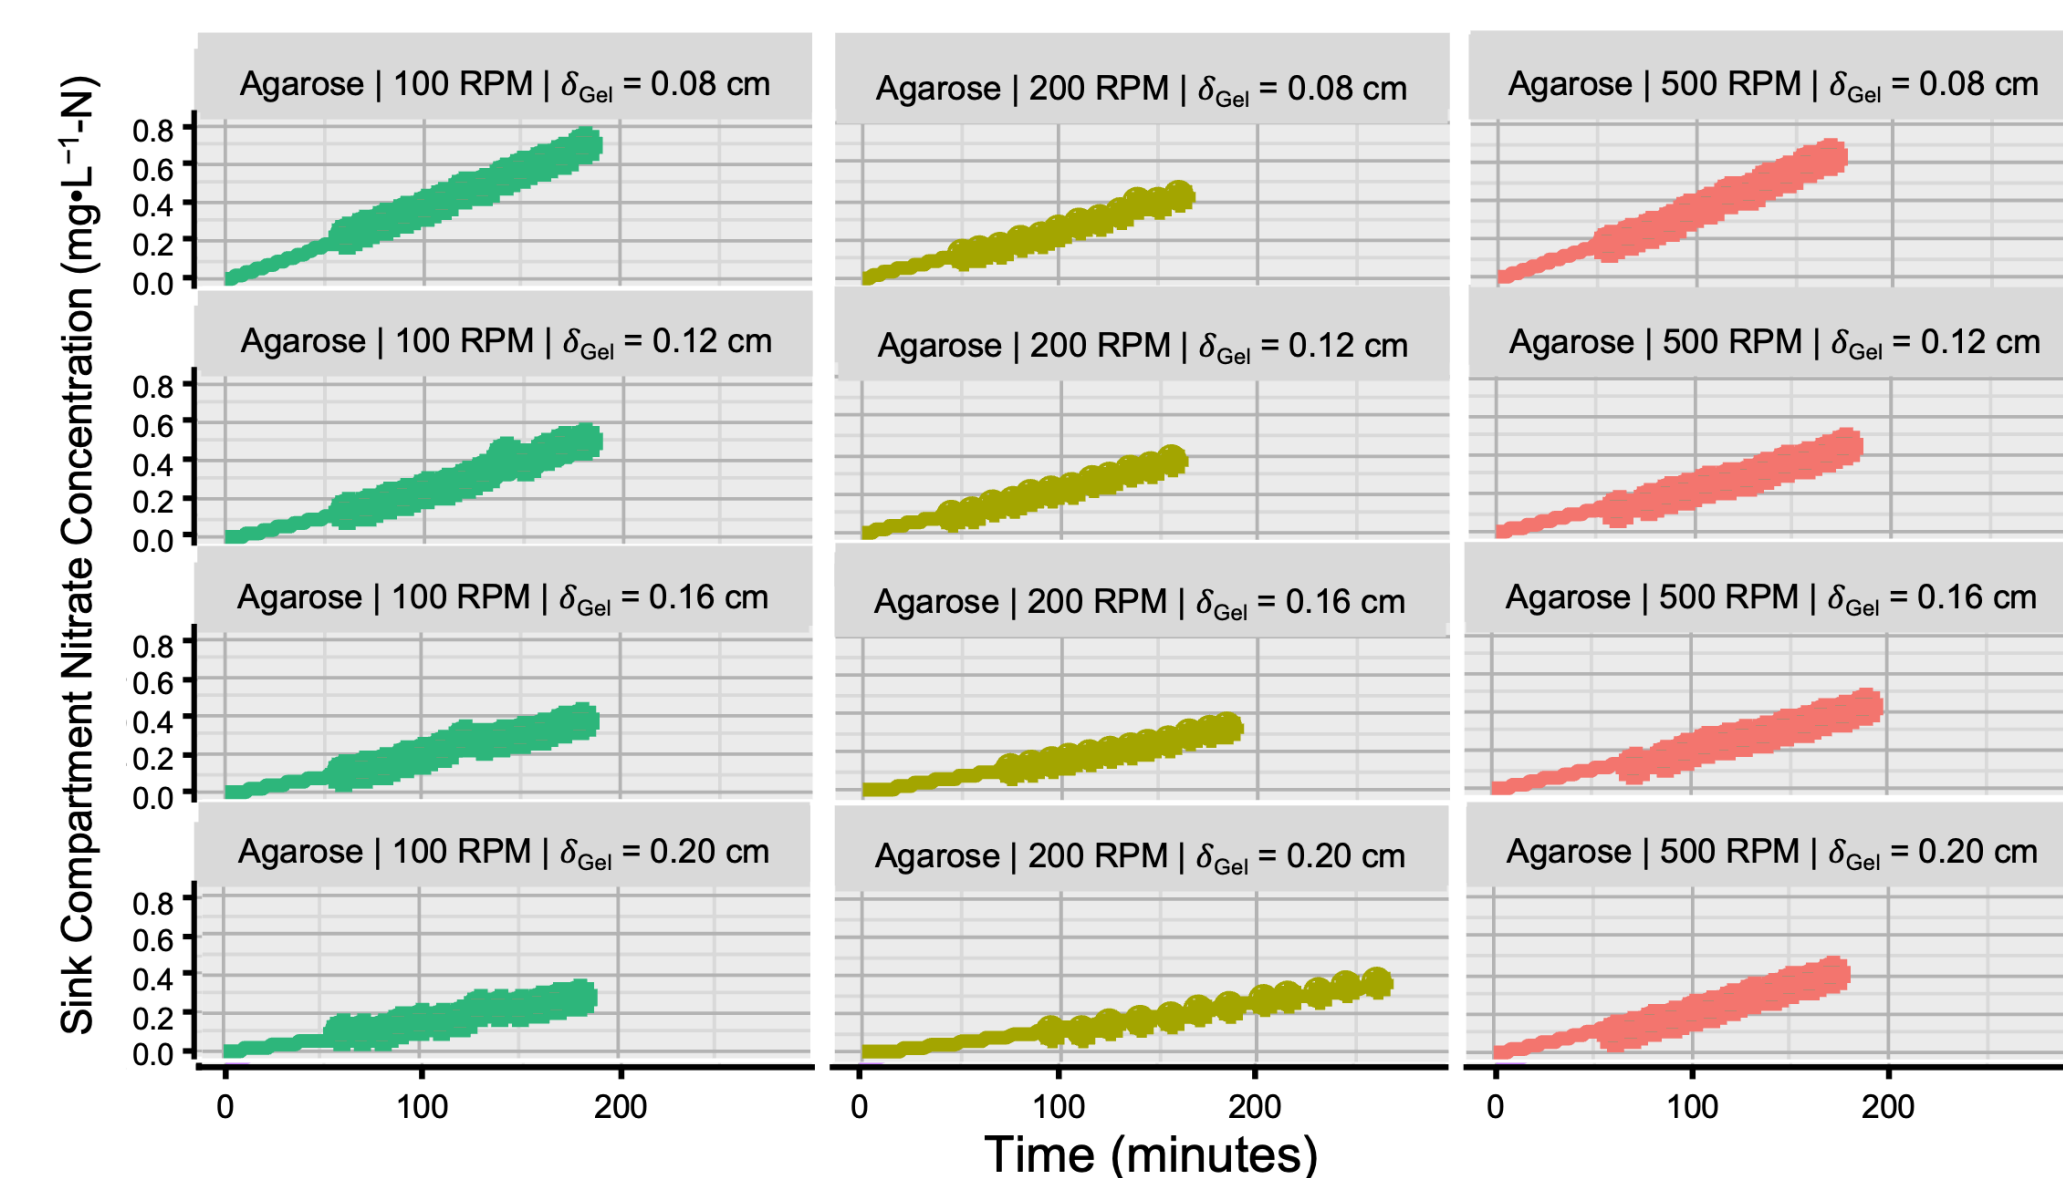 Sink Compartment Nitrate Concentration (mg•L⁻¹-N)
Agarose | 100 RPM | δGel = 0.08 cm
Agarose | 200 RPM | δGel = 0.08 cm
Agarose | 500 RPM | δGel = 0.08 cm
0.8
0.6
0.4
0.2
0.0
Agarose | 100 RPM | δGel = 0.12 cm
Agarose | 200 RPM | δGel = 0.12 cm
Agarose | 500 RPM | δGel = 0.12 cm
0.8
0.6
0.4
0.2
0.0
Agarose | 100 RPM | δGel = 0.16 cm
Agarose | 200 RPM | δGel = 0.16 cm
Agarose | 500 RPM | δGel = 0.16 cm
0.8
0.6
0.4
0.2
0.0
Agarose | 100 RPM | δGel = 0.20 cm
Agarose | 200 RPM | δGel = 0.20 cm
Agarose | 500 RPM | δGel = 0.20 cm
0.8
0.6
0.4
0.2
0.0
0 100 200
0 100 200
0 100 200
Time (minutes)